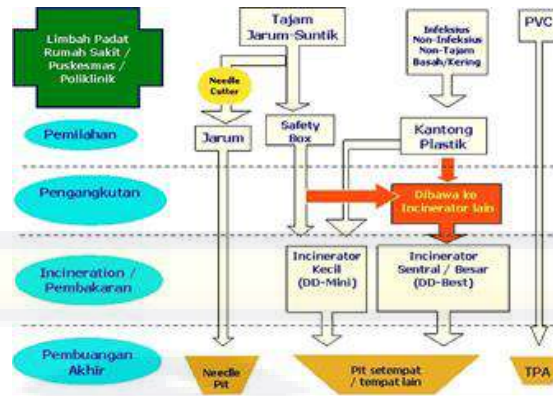 Limbah Padat
Rumah Sakit /
Puskesmas /
Poliklinik
Tajam
Jarum-Suntik
Infeksius
Non-Infeksius
Non-Tajam
Basah/Kering
PVC
Needle
Cutter
Pemilahan
Jarum
Safety
Box
Kantong
Plastik
Pengangkutan
Dibawa ke
Incinerator lain
Incineration /
Pembakaran
Incinerator
Kecil
(DD-Mini)
Incinerator
Sentral / Besar
(DD-Best)
Pembuangan
Akhir
Needle
Pit
Pit setempat
/ tempat lain
TPA